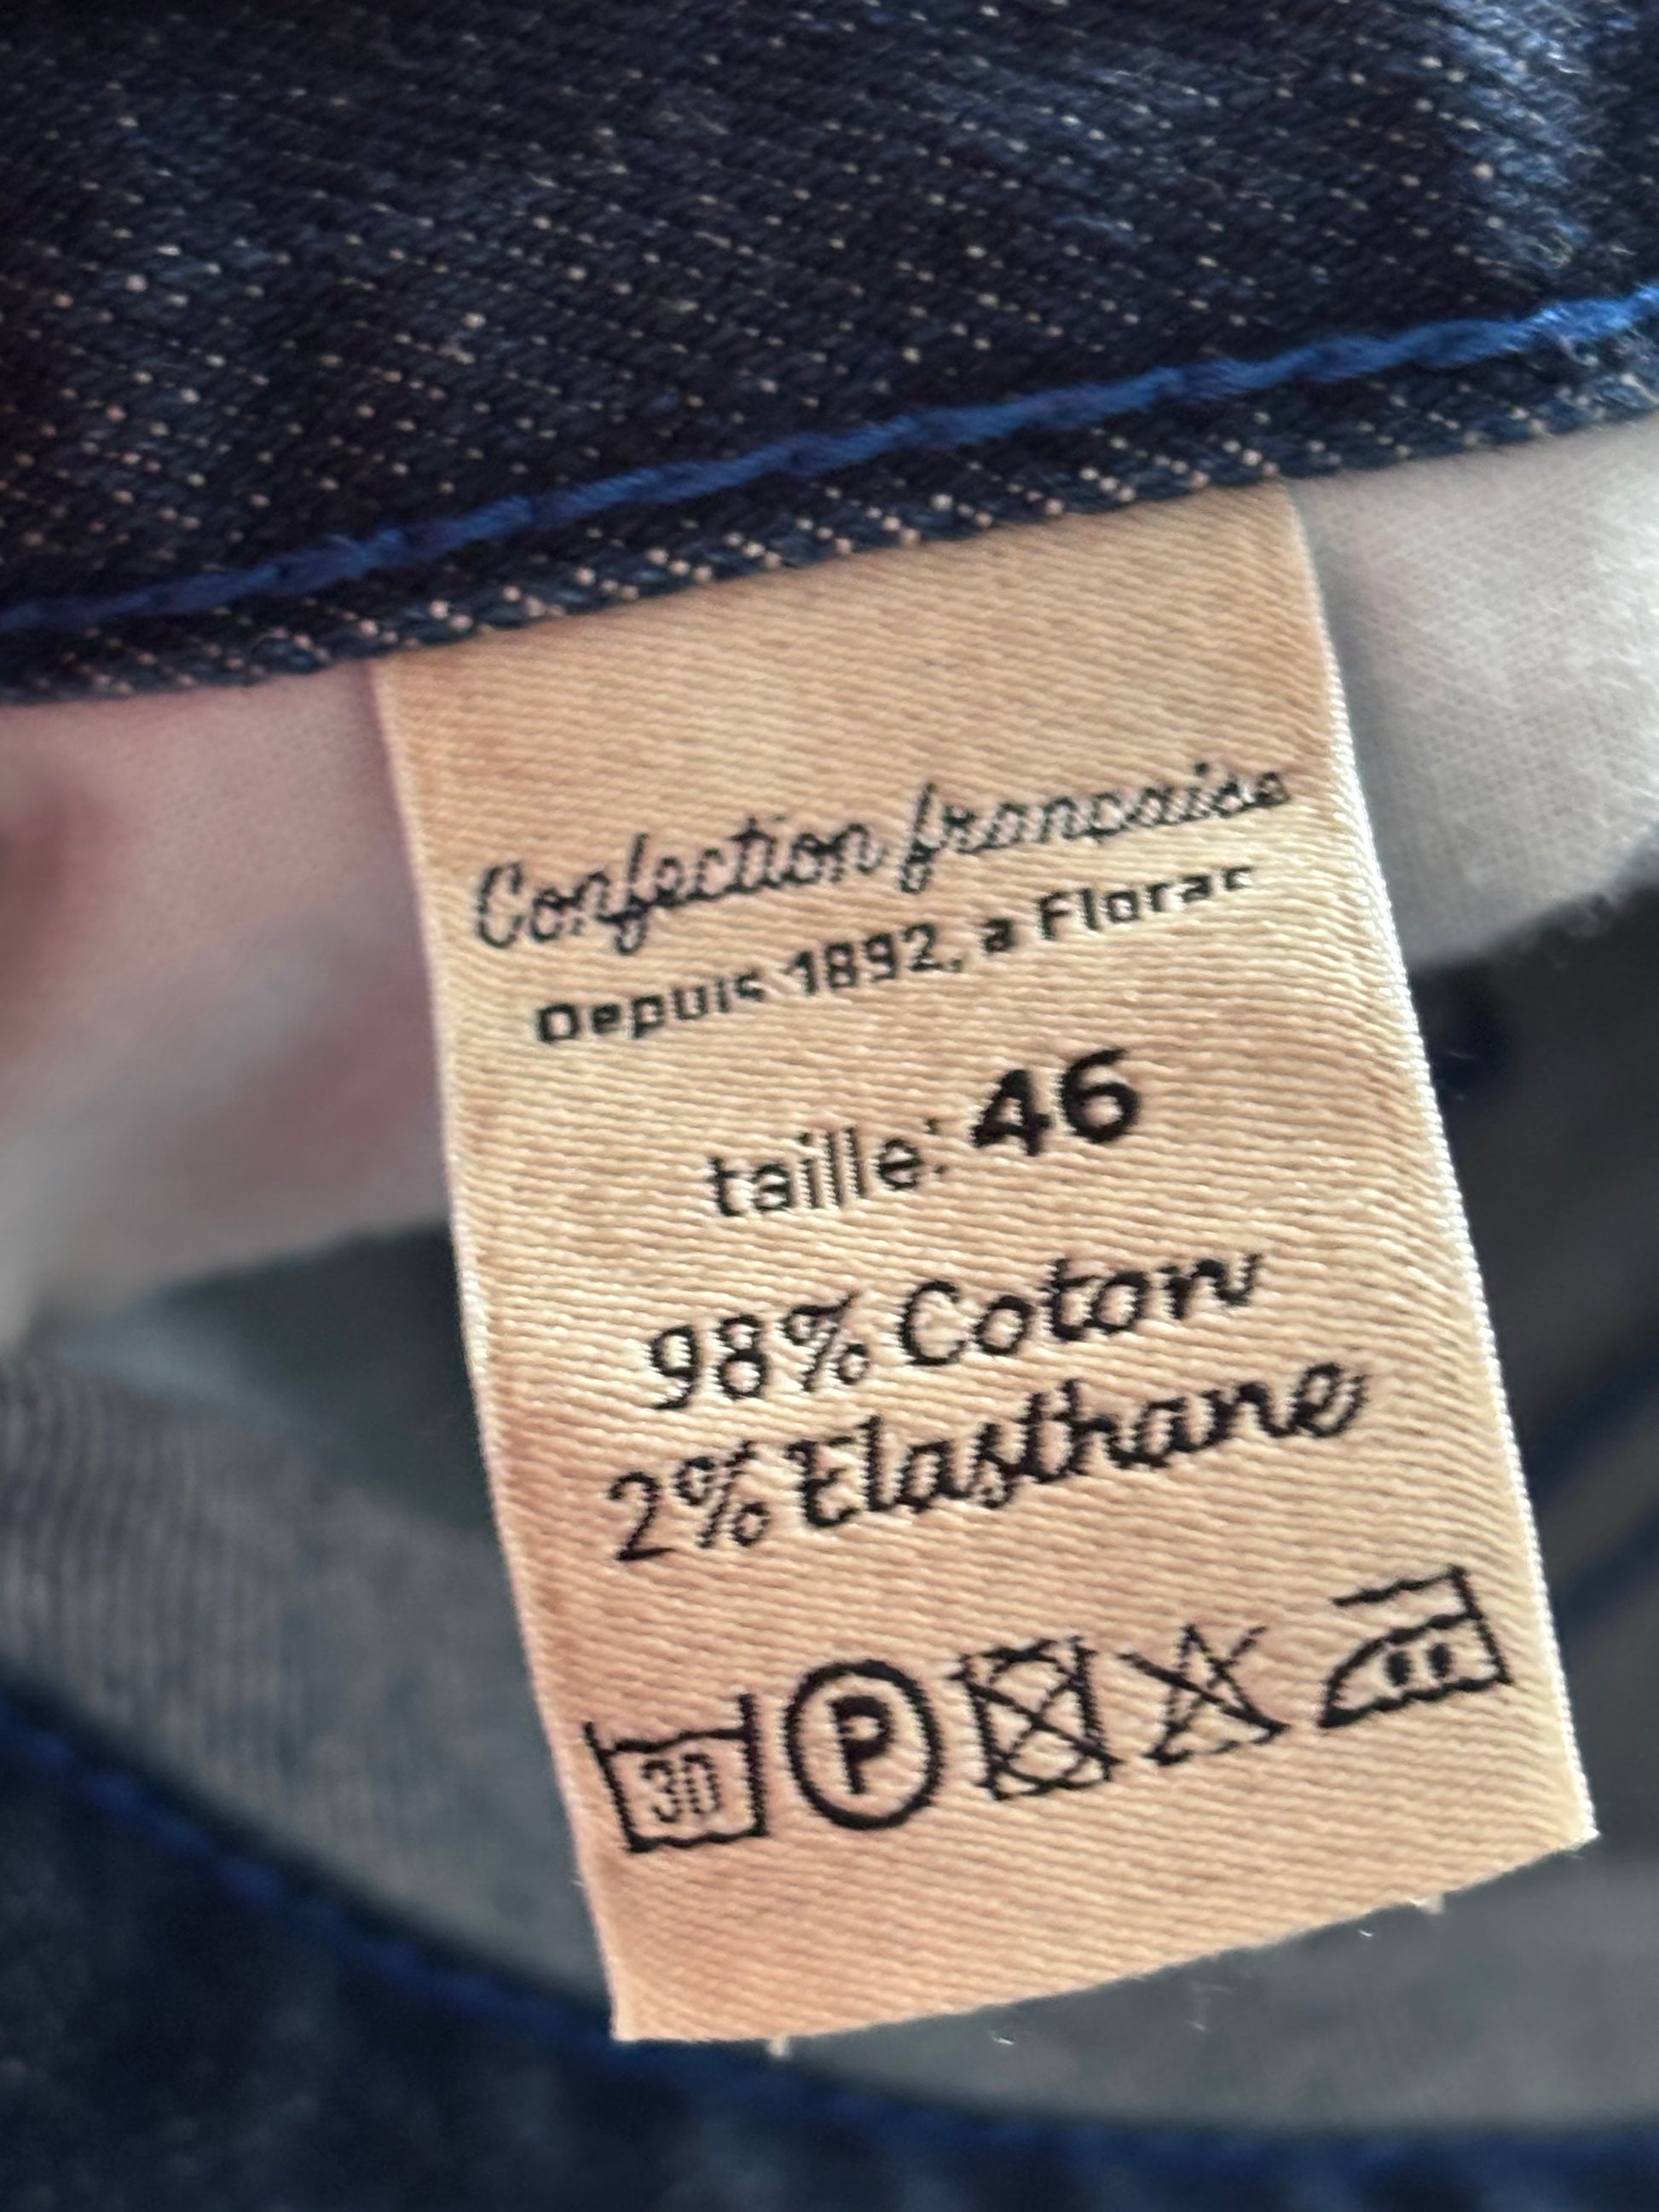 Confection française
Depuis 1892, a Florac
taille: 46
98% Coton
2% Elasthane
30 P